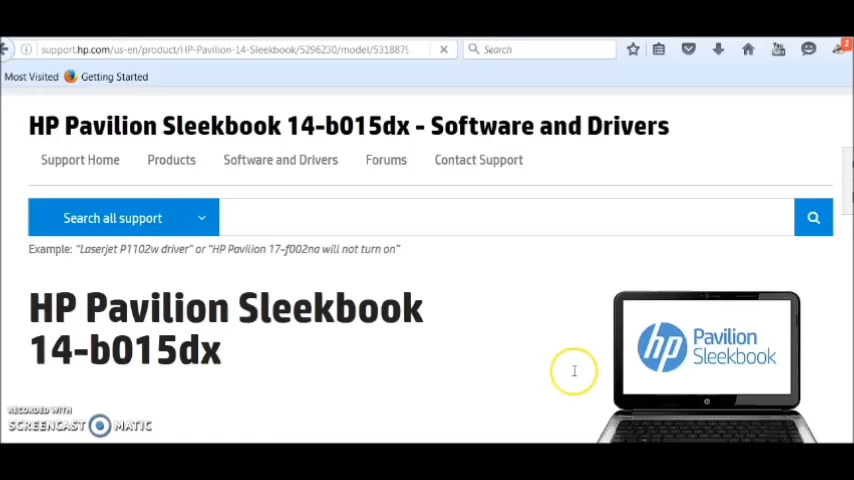 support.hp.com/us-en/product/HP-Pavilion-14-Sleekbook/5296230/model/5318879
Search
2
Most Visited
Getting Started
HP Pavilion Sleekbook 14-b015dx - Software and Drivers
Support Home
Products
Software and Drivers
Forums
Contact Support
Search all support
Example: "Laserjet P1102w driver" or "HP Pavilion 17-f002na will not turn on"
HP Pavilion Sleekbook
14-b015dx
hp
Pavilion
Sleekbook
RECORDED WITH
SCREENCAST MATIC